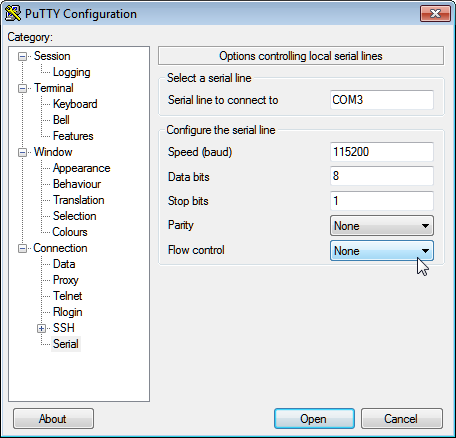 PuTTY Configuration
Category:
Session
Logging
Terminal
Keyboard
Bell
Features
Window
Appearance
Behaviour
Translation
Selection
Colours
Connection
Data
Proxy
Telnet
Rlogin
SSH
Serial
Options controlling local serial lines
Select a serial line
Serial line to connect to COM3
Configure the serial line
Speed (baud) 115200
Data bits 8
Stop bits 1
Parity None
Flow control None
About Open Cancel